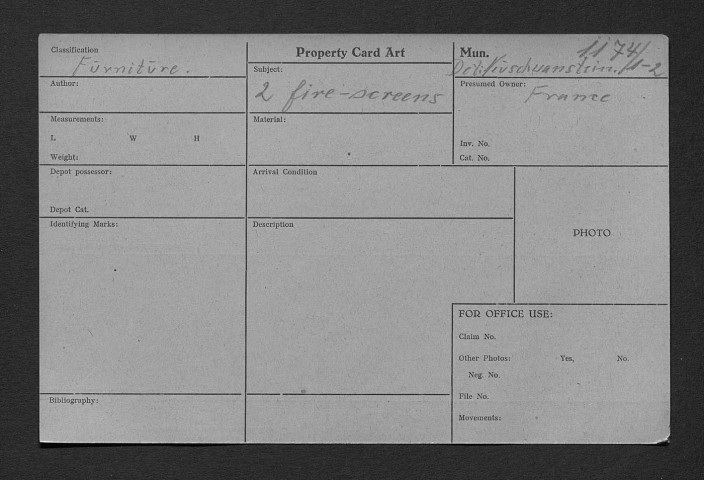 Classification
Furniture.
Property Card Art
Mun. 1174/1-2
Neuschwanstein.
Author:
Subject:
2 fire-screens
Presumed Owner:
France
Measurements:
L W H
Weight:
Material:
Inv. No.
Cat. No.
Depot possessor:
Depot Cat.
Arrival Condition
PHOTO
Identifying Marks:
Description
FOR OFFICE USE:
Claim No.
Other Photos: Yes, No.
Neg. No.
File No.
Movements:
Bibliography: